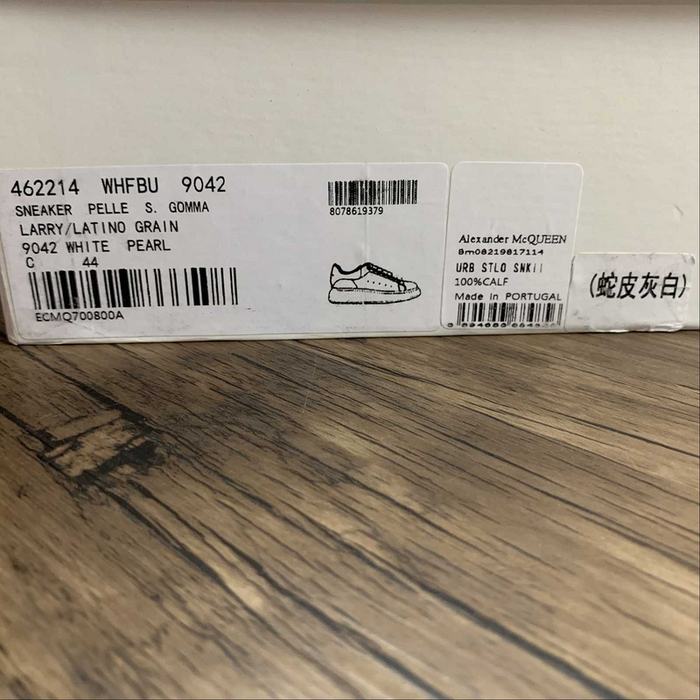 462214 WHFBU 9042
SNEAKER PELLE S. GOMMA
LARRY/LATINO GRAIN
9042 WHITE PEARL
C 44
ECMQ700800A
8078619379
Alexander McQUEEN
8m08219817114
URB STLO SNK
100%CALF
Made in PORTUGAL
(蛇皮灰白)